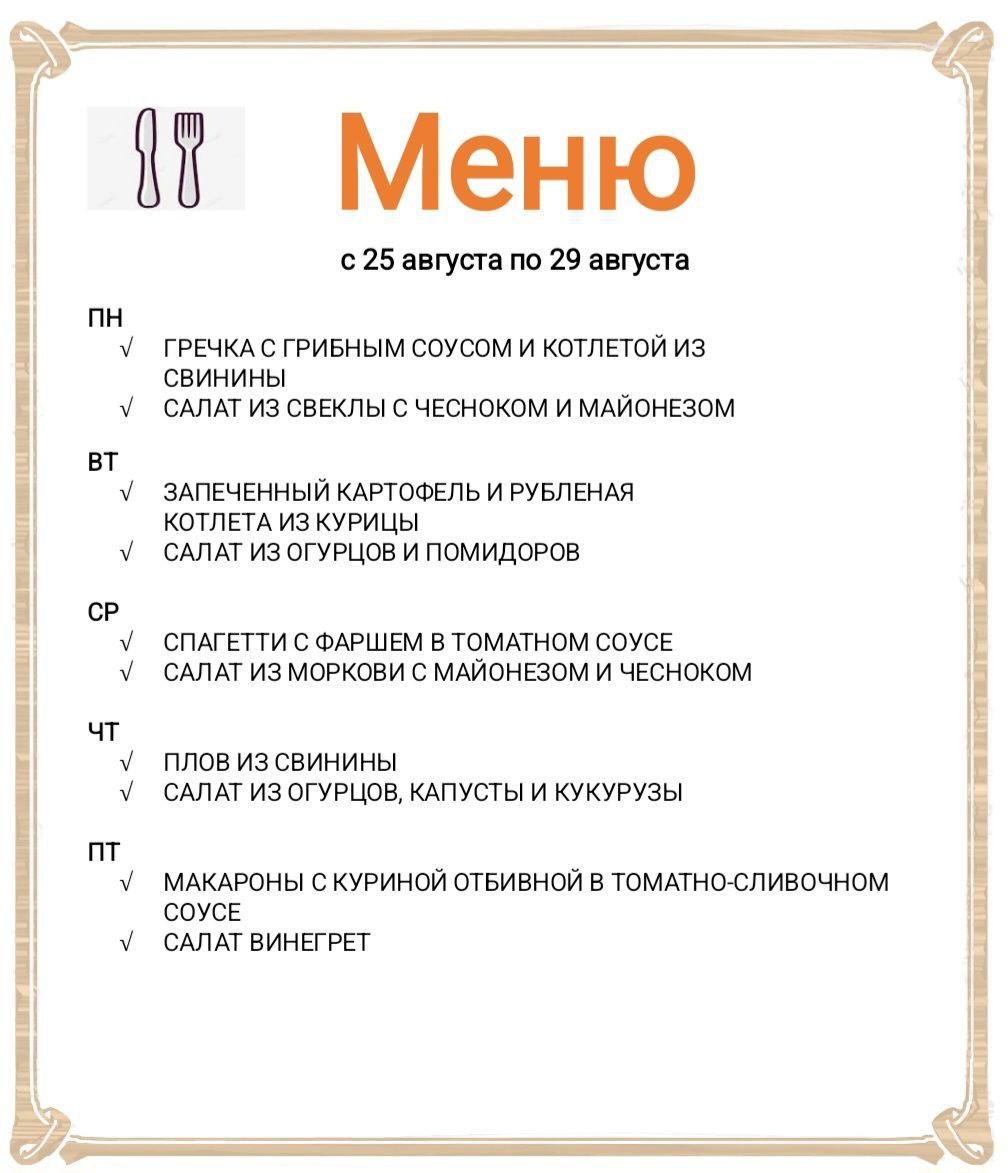 Меню
с 25 августа по 29 августа
ПН
√ ГРЕЧКА С ГРИБНЫМ СОУСОМ И КОТЛЕТОЙ ИЗ
СВИНИНЫ
√ САЛАТ ИЗ СВЕКЛЫ С ЧЕСНОКОМ И МАЙОНЕЗОМ
ВТ
√ ЗАПЕЧЕННЫЙ КАРТОФЕЛЬ И РУБЛЕНАЯ
КОТЛЕТА ИЗ КУРИЦЫ
√ САЛАТ ИЗ ОГУРЦОВ И ПОМИДОРОВ
СР
√ СПАГЕТТИ С ФАРШЕМ В ТОМАТНОМ СОУСЕ
√ САЛАТ ИЗ МОРКОВИ С МАЙОНЕЗОМ И ЧЕСНОКОМ
ЧТ
√ ПЛОВ ИЗ СВИНИНЫ
√ САЛАТ ИЗ ОГУРЦОВ, КАПУСТЫ И КУКУРУЗЫ
ПТ
√ МАКАРОНЫ С КУРИНОЙ ОТБИВНОЙ В ТОМАТНО-СЛИВОЧНОМ
СОУСЕ
√ САЛАТ ВИНЕГРЕТ